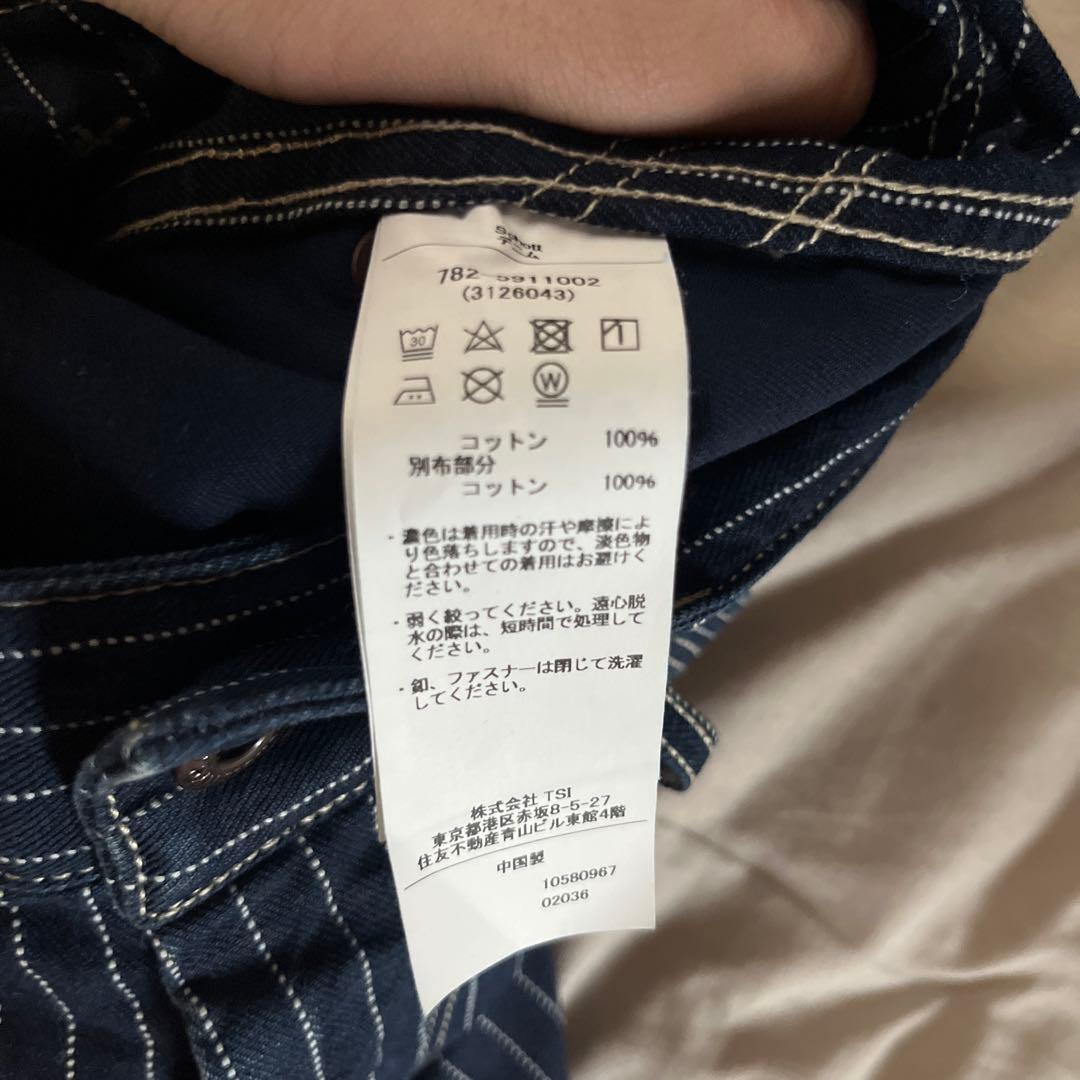 Schott
デニム
782 5911002
(3126043)
30
W
コットン 100%
別布部分
コットン 100%
・濃色は着用時の汗や摩擦によ
り色落ちしますので、淡色物
と合わせての着用はお避けく
ださい。
・弱く絞ってください。遠心脱
水の際は、短時間で処理して
ください。
・釦、ファスナーは閉じて洗濯
してください。
株式会社 TSI
東京都港区赤坂8-5-27
住友不動産青山ビル東館4階
中国製
10580967
02036